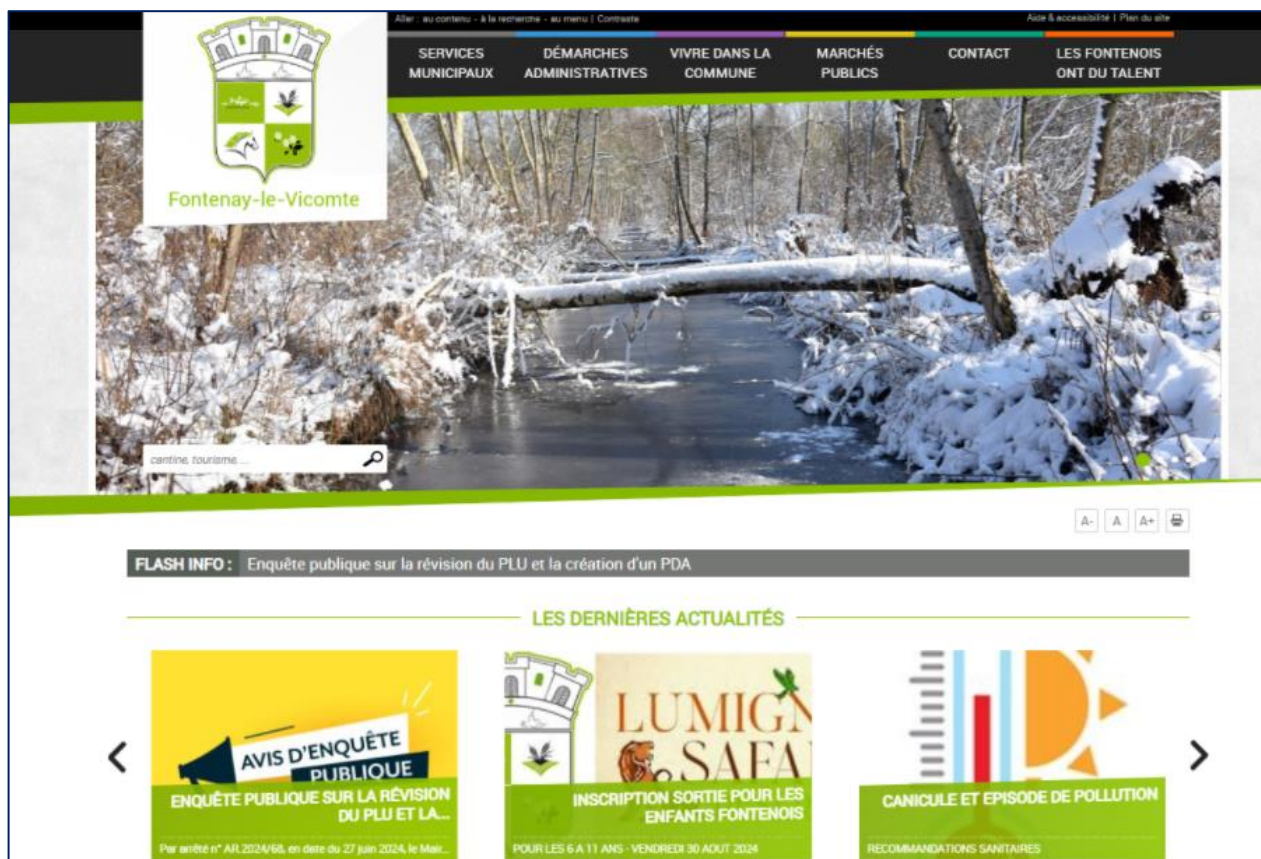 Aller : au contenu - à la recherche - au menu | Contraste
Aide & accessibilité | Plan du site
SERVICES
MUNICIPAUX
DÉMARCHES
ADMINISTRATIVES
VIVRE DANS LA
COMMUNE
MARCHÉS
PUBLICS
CONTACT
LES FONTENOIS
ONT DU TALENT
Fontenay-le-Vicomte
cantine, tourisme, ...
A-
A
A+
FLASH INFO : Enquête publique sur la révision du PLU et la création d'un PDA
LES DERNIÈRES ACTUALITÉS
AVIS D'ENQUÊTE
PUBLIQUE
ENQUÊTE PUBLIQUE SUR LA RÉVISION
DU PLU ET LA...
Par arrêté n° AR.2024/68, en date du 27 juin 2024, le Mair...
LUMIGN
SAFA
INSCRIPTION SORTIE POUR LES
ENFANTS FONTENOIS
POUR LES 6 A 11 ANS - VENDREDI 30 AOUT 2024
CANICULE ET EPISODE DE POLLUTION
RECOMMANDATIONS SANITAIRES